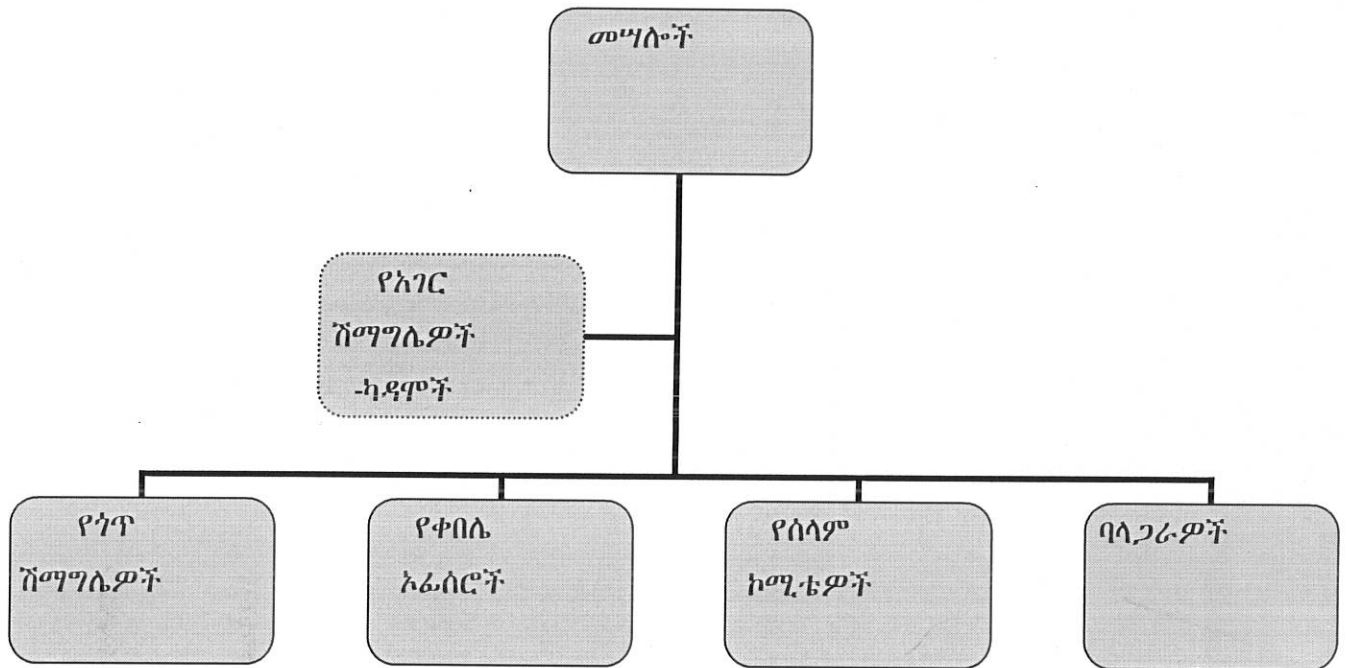 መሣሎች
የአገር
ሽማግሌዎች
-ካዳሞች
የጎጥ
ሽማግሌዎች
የቀበሌ
ኦፊሰሮች
የሰላም
ኮሚቴዎች
ባላጋራዎች